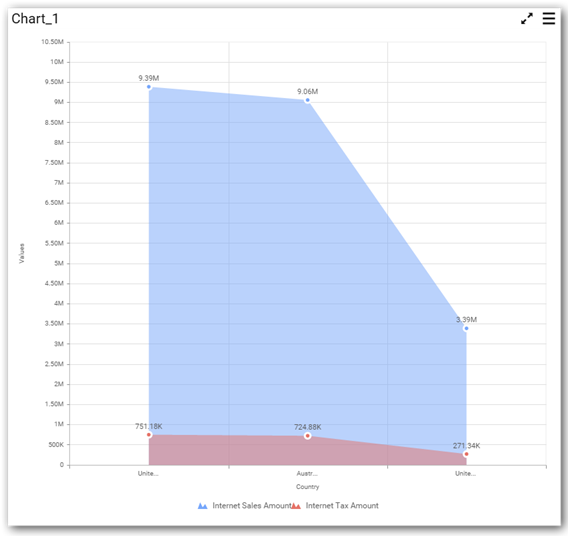 Chart_1
10.50M
10M
9.50M
9M
8.50M
8M
7.50M
7M
6.50M
6M
5.50M
5M
4.50M
4M
3.50M
3M
2.50M
2M
1.50M
1M
500K
0
Values
9.39M
9.06M
3.39M
751.18K
724.88K
271.34K
Unite...
Austr...
Unite...
Country
Internet Sales Amount
Internet Tax Amount